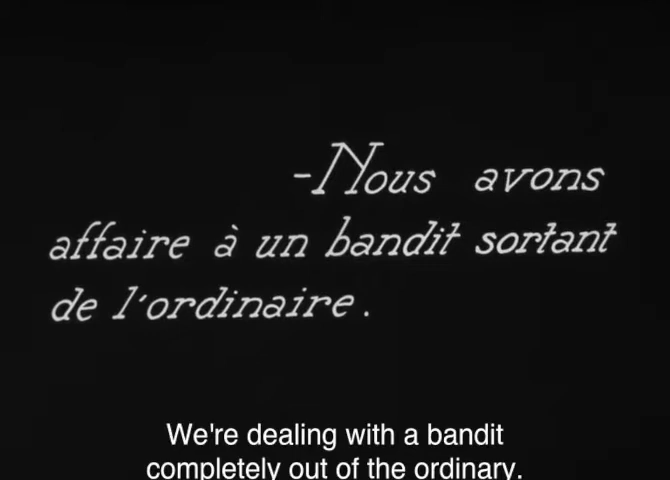 -Nous avons
affaire à un bandit sortant
de l'ordinaire.
We're dealing with a bandit
completely out of the ordinary.